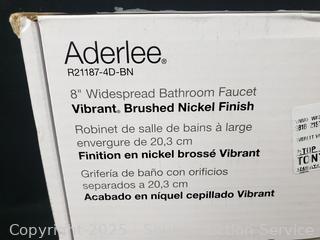 Aderlee®
R21187-4D-BN
8" Widespread Bathroom Faucet
Vibrant® Brushed Nickel Finish
Robinet de salle de bains à large
envergure de 20,3 cm
Finition en nickel brossé Vibrant
Grifería de baño con orificios
separados a 20,3 cm
Acabado en níquel cepillado Vibrant
Copyright 2025